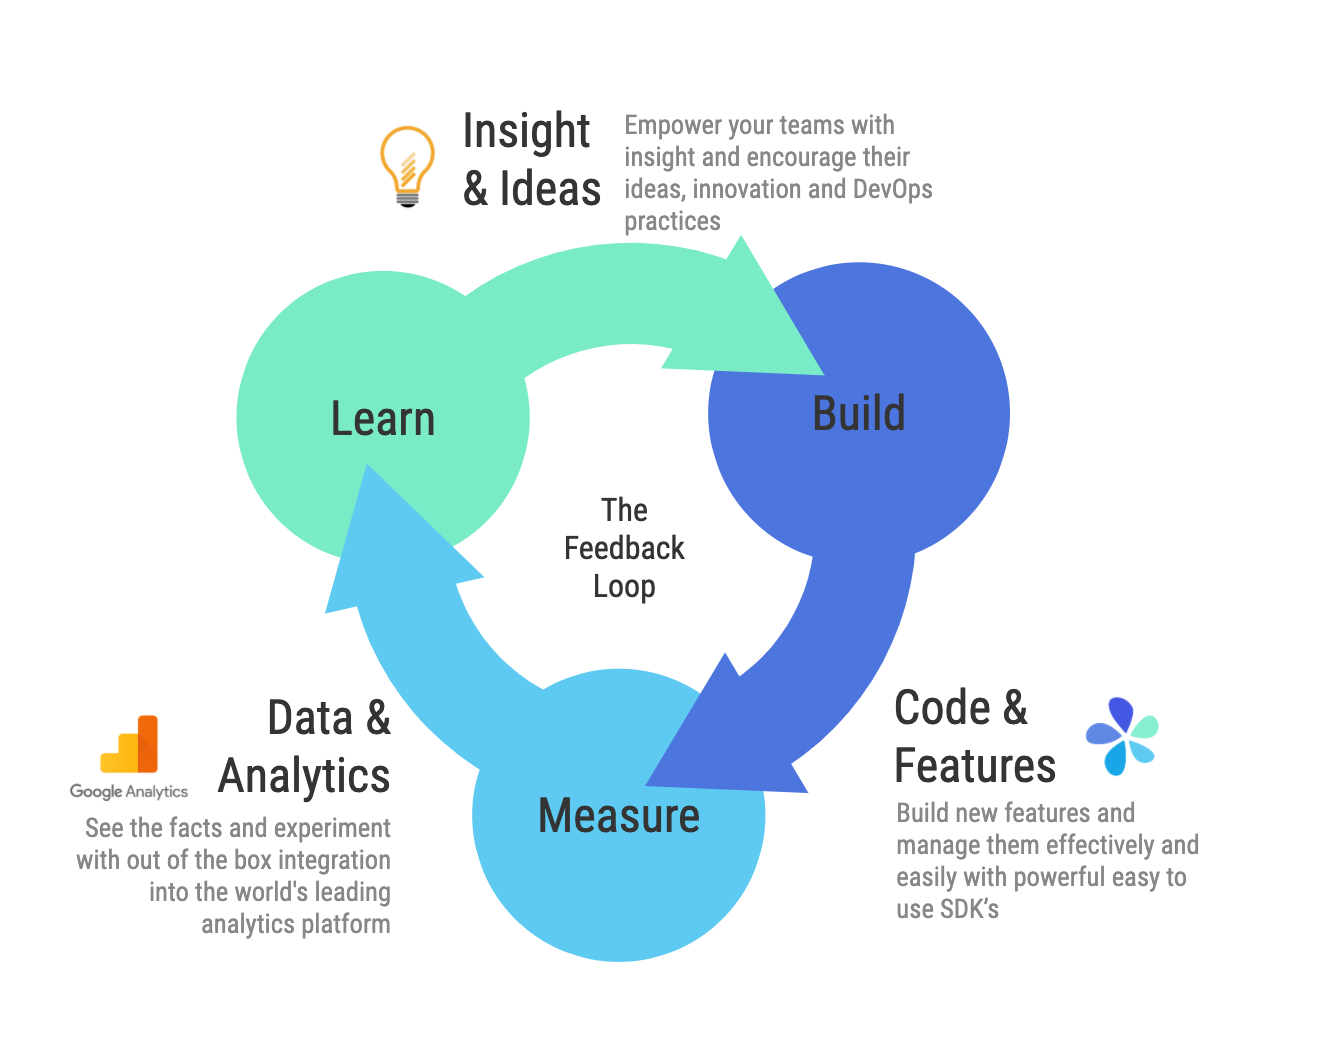 Insight
& Ideas
Empower your teams with
insight and encourage their
ideas, innovation and DevOps
practices
Learn
Build
The
Feedback
Loop
Measure
Data &
Analytics
Google Analytics
See the facts and experiment
with out of the box integration
into the world's leading
analytics platform
Code &
Features
Build new features and
manage them effectively and
easily with powerful easy to
use SDK’s